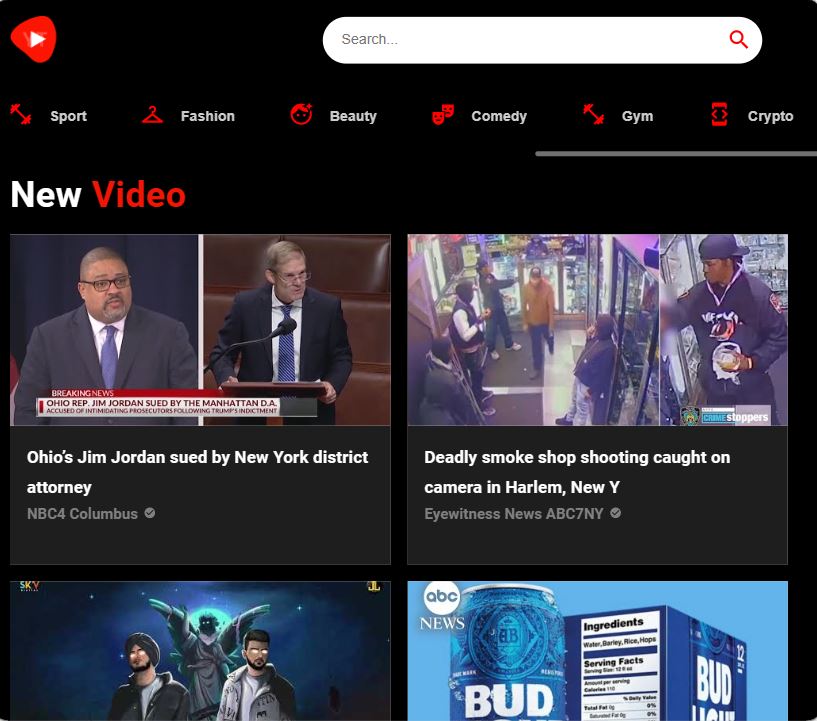 Search...
Sport
Fashion
Beauty
Comedy
Gym
Crypto
New Video
BREAKING NEWS
OHIO REP. JIM JORDAN SUED BY THE MANHATTAN D.A.
ACCUSED OF INTIMIDATING PROSECUTORS FOLLOWING TRUMP'S INDICTMENT
CRIMEstoppers
Ohio's Jim Jordan sued by New York district
attorney
NBC4 Columbus
Deadly smoke shop shooting caught on
camera in Harlem, New Y
Eyewitness News ABC7NY
SKY
JL
abc
NEWS
BUD
Ingredients
Water, Barley, Rice, Hops
Serving Facts
Serving Size: 12 fl oz
Amount per serving
Calories 110
% Daily Value
Total Fat 0g 0%
Saturated Fat 0g 0%
12
BUD
LIGHT